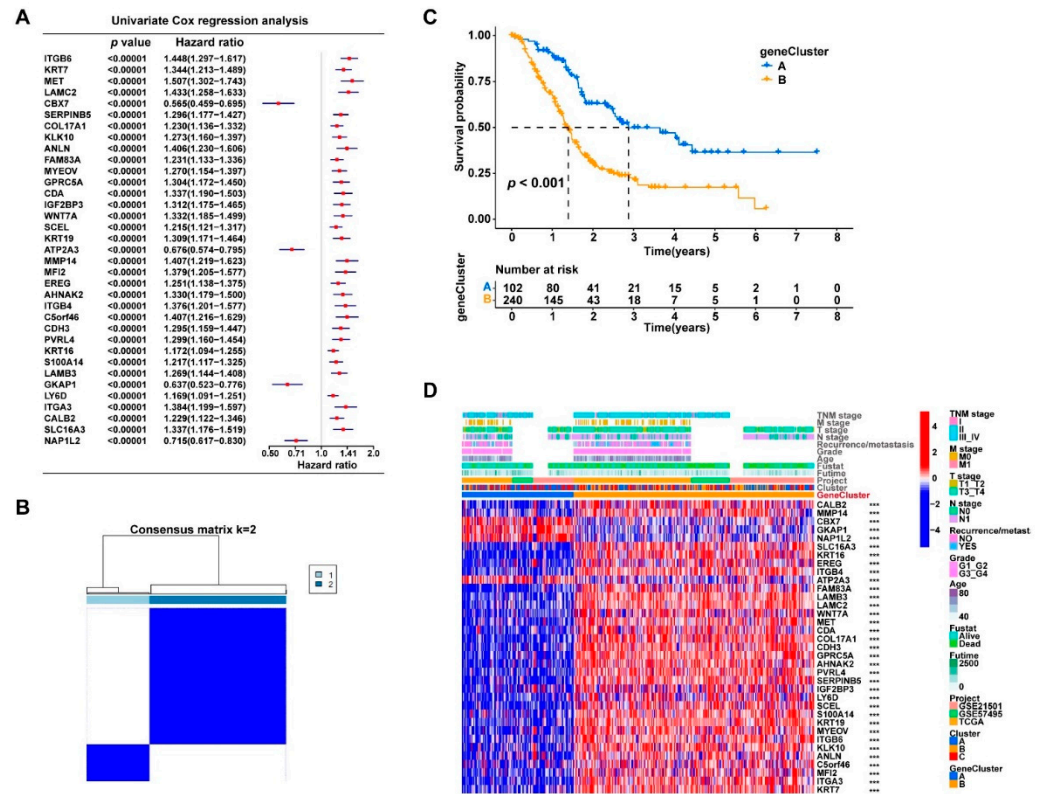 A
Univariate Cox regression analysis
p value Hazard ratio
ITGB6 <0.00001 1.448(1.297−1.617)
KRT7 <0.00001 1.344(1.213−1.489)
MET <0.00001 1.507(1.302−1.743)
LAMC2 <0.00001 1.433(1.258−1.633)
CBX7 <0.00001 0.565(0.459−0.695)
SERPINB5 <0.00001 1.296(1.177−1.427)
COL17A1 <0.00001 1.230(1.136−1.332)
KLK10 <0.00001 1.273(1.160−1.397)
ANLN <0.00001 1.406(1.230−1.606)
FAM83A <0.00001 1.231(1.133−1.336)
MYEOV <0.00001 1.270(1.154−1.397)
GPRC5A <0.00001 1.304(1.172−1.450)
CDA <0.00001 1.337(1.190−1.503)
IGF2BP3 <0.00001 1.312(1.175−1.465)
WNT7A <0.00001 1.332(1.185−1.499)
SCEL <0.00001 1.215(1.121−1.317)
KRT19 <0.00001 1.309(1.171−1.464)
ATP2A3 <0.00001 0.676(0.574−0.795)
MMP14 <0.00001 1.407(1.219−1.623)
MFI2 <0.00001 1.379(1.205−1.577)
EREG <0.00001 1.251(1.138−1.375)
AHNAK2 <0.00001 1.330(1.179−1.500)
ITGB4 <0.00001 1.376(1.201−1.577)
C5orf46 <0.00001 1.407(1.216−1.629)
CDH3 <0.00001 1.295(1.159−1.447)
PVRL4 <0.00001 1.299(1.160−1.454)
KRT16 <0.00001 1.172(1.094−1.255)
S100A14 <0.00001 1.217(1.117−1.325)
LAMB3 <0.00001 1.269(1.144−1.408)
GKAP1 <0.00001 0.637(0.523−0.776)
LY6D <0.00001 1.169(1.091−1.251)
ITGA3 <0.00001 1.384(1.199−1.597)
CALB2 <0.00001 1.229(1.122−1.346)
SLC16A3 <0.00001 1.337(1.176−1.519)
NAP1L2 <0.00001 0.715(0.617−0.830)
0.50 0.71 1.0 1.41 2.0
Hazard ratio
B
Consensus matrix k=2
1
2
C
geneCluster
A
B
Survival probability
1.00
0.75
0.50
0.25
0.00
p < 0.001
0 1 2 3 4 5 6 7 8
Time(years)
Number at risk
geneCluster
A 102 80 41 21 15 5 2 1 0
B 240 145 43 18 7 5 1 0 0
0 1 2 3 4 5 6 7 8
Time(years)
D
TNM stage
M stage
T stage
N stage
Recurrence/metastasis
Grade
Age
Fustat
Futime
Project
Cluster
GeneCluster
CALB2 ***
MMP14 ***
CBX7 ***
GKAP1 ***
NAP1L2 ***
SLC16A3 ***
KRT16 ***
EREG ***
ITGB4 ***
ATP2A3 ***
FAM83A ***
LAMB3 ***
LAMC2 ***
WNT7A ***
MET ***
CDA ***
COL17A1 ***
CDH3 ***
GPRC5A ***
AHNAK2 ***
PVRL4 ***
SERPINB5 ***
IGF2BP3 ***
LY6D ***
SCEL ***
S100A14 ***
KRT19 ***
MYEOV ***
ITGB6 ***
KLK10 ***
ANLN ***
C5orf46 ***
MFI2 ***
ITGA3 ***
KRT7 ***
4
2
0
−2
−4
TNM stage
I
II
III_IV
M stage
M0
M1
T stage
T1_T2
T3_T4
N stage
N0
N1
Recurrence/metast
NO
YES
Grade
G1_G2
G3_G4
Age
80
40
Fustat
Alive
Dead
Futime
2500
0
Project
GSE21501
GSE57495
TCGA
Cluster
A
B
C
GeneCluster
A
B